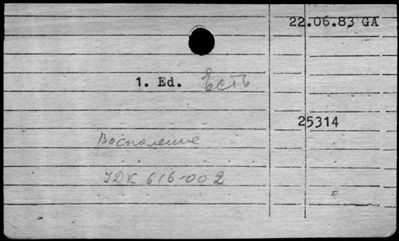 22.06.83 GA
1. Ed. Есть
25314
Воспаление
УДК 616-002